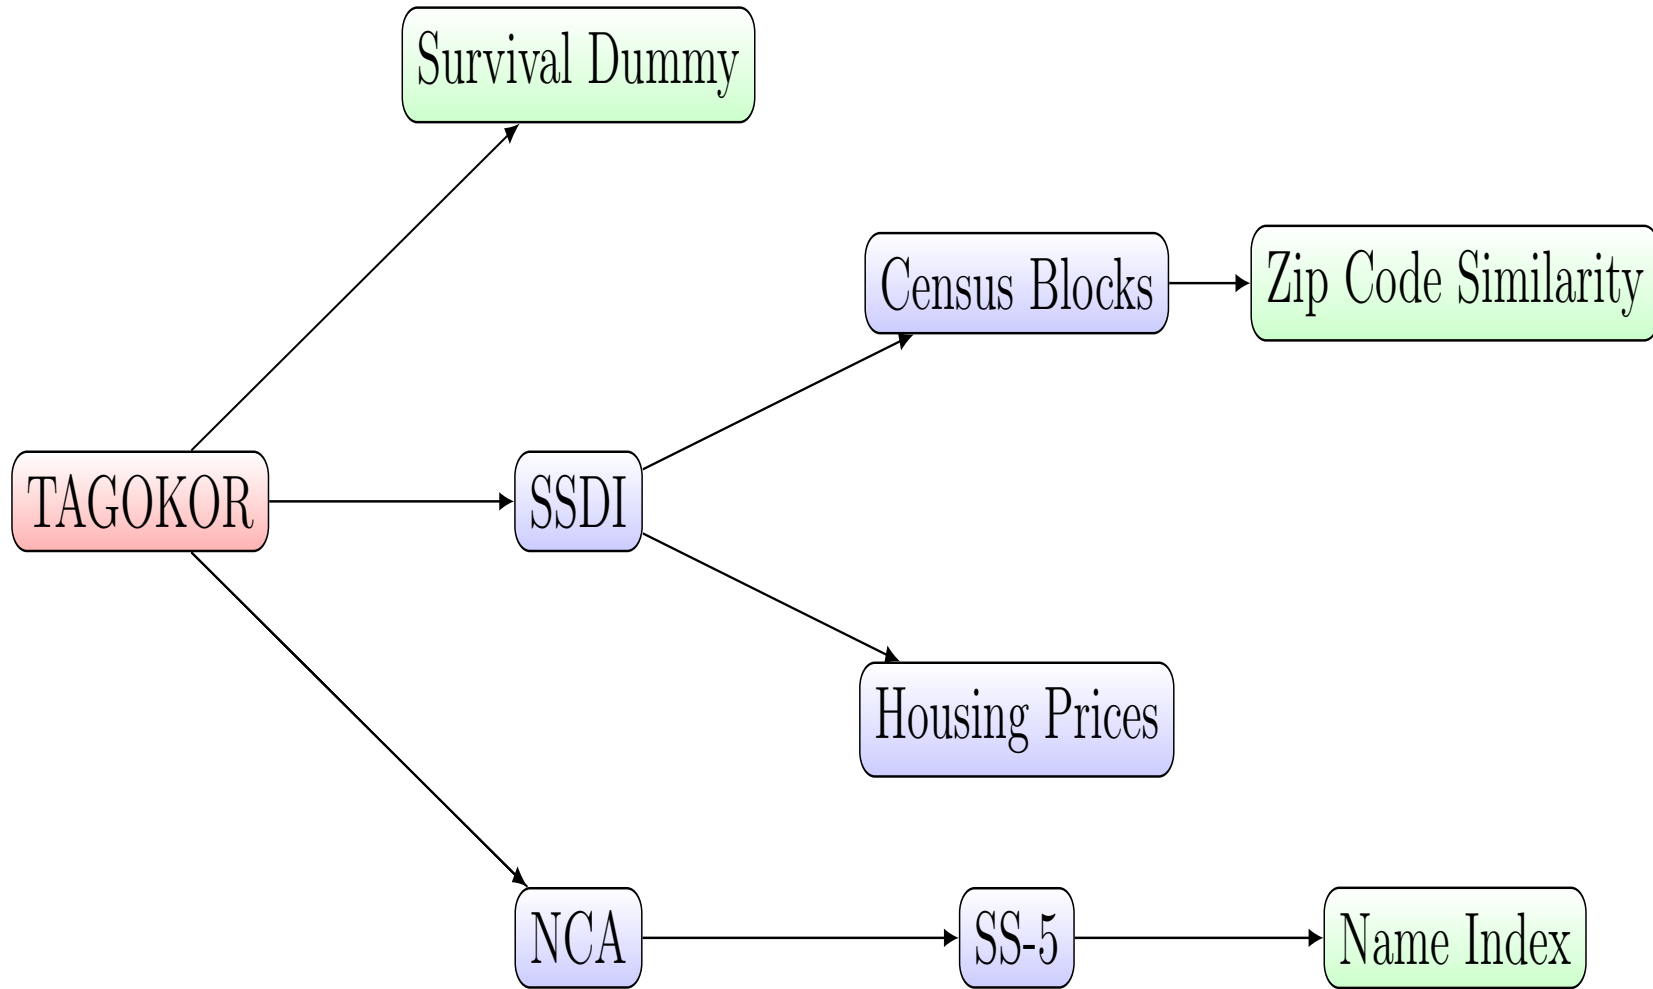 Survival Dummy
Census Blocks
Zip Code Similarity
TAGOKOR
SSDI
Housing Prices
NCA
SS-5
Name Index